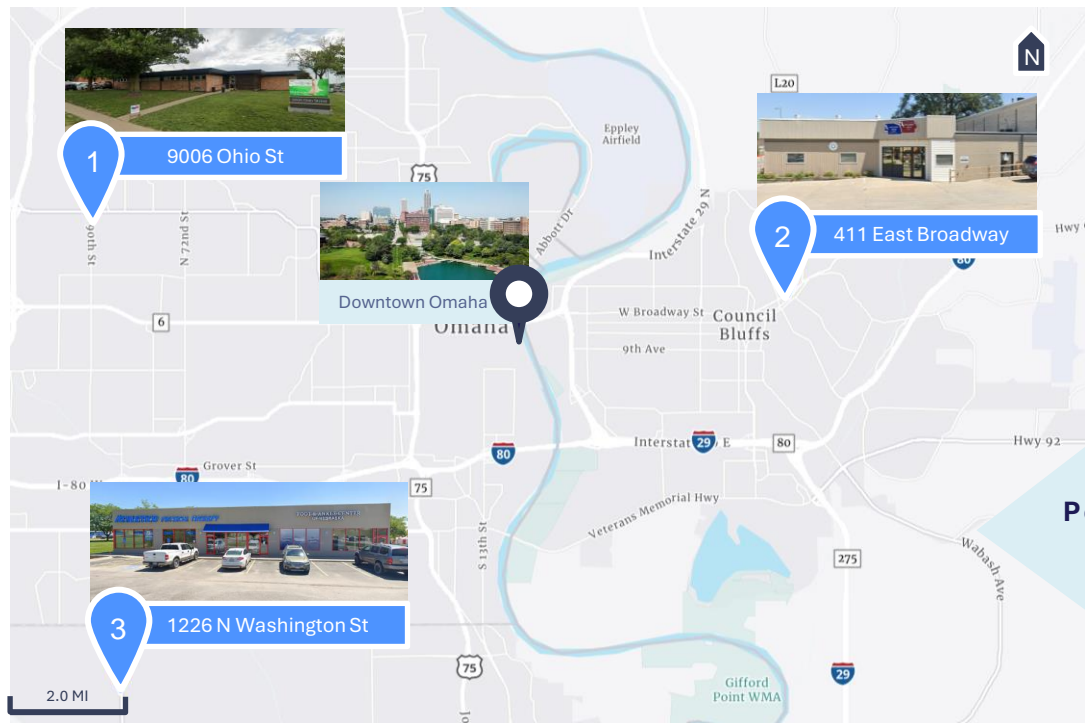 N
L20
Eppley
Airfield
1
9006 Ohio St
75
90th St
N 72nd St
Abbott Dr
Interstate 29 N
2
411 East Broadway
Hwy
80
Downtown Omaha
Omaha
6
W Broadway St
Council
Bluffs
9th Ave
Interstat
29
E
80
Hwy 92
80
Grover St
80
I-80 W
75
Veterans Memorial Hwy
S 13th St
P
275
Wabash Ave
3
1226 N Washington St
75
29
Gifford
Point WMA
2.0 MI